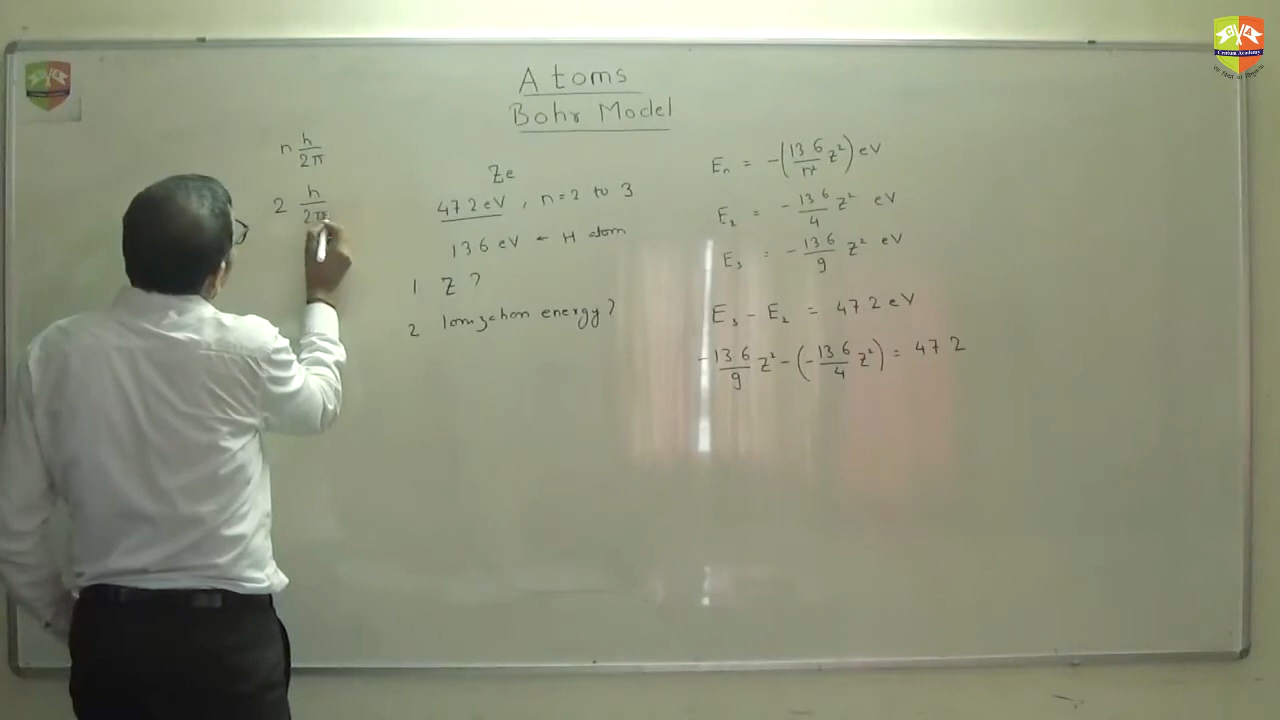 Atoms
Bohr Model
n h/2π
2 h/2π
Ze
47 2 eV, n=2 to 3
13 6 eV ← H atom
1 Z ?
2 Ionization energy?
Eₙ = -(13 6/n² Z²) eV
E₂ = -13 6/4 Z² eV
E₃ = -13 6/9 Z² eV
E₃ - E₂ = 47 2 eV
-13 6/9 Z² - (-13 6/4 Z²) = 47 2
Centum Academy